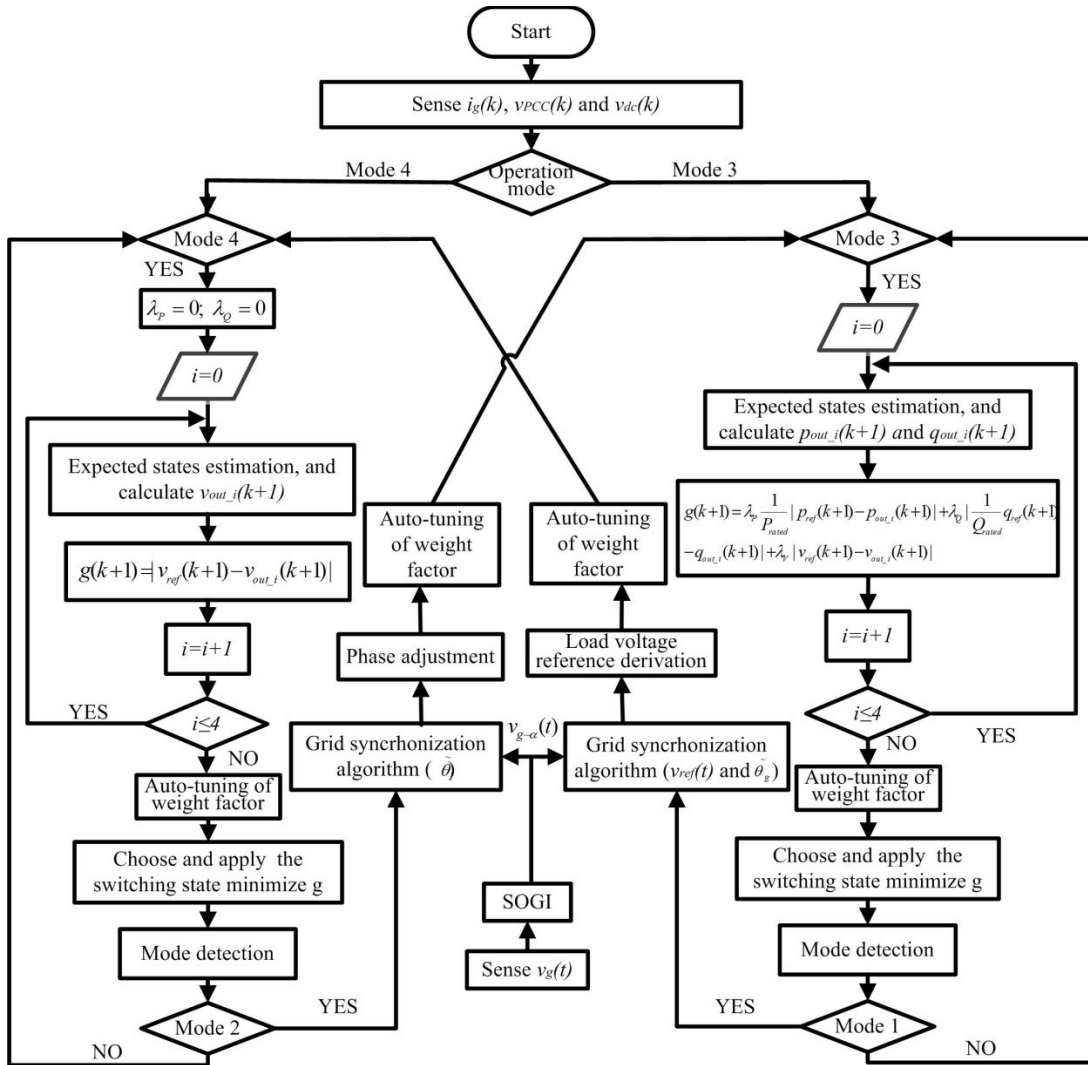 Start
Sense i_g(k), v_PCC(k) and v_dc(k)
Operation
mode
Mode 4
Mode 3
Mode 4
YES
λ_P = 0; λ_Q = 0
i=0
Expected states estimation, and
calculate v_out_i(k+1)
g(k+1)=|v_ref(k+1)−v_out_i(k+1)|
i=i+1
i≤4
YES
NO
Auto-tuning of
weight factor
Choose and apply the
switching state minimize g
Mode detection
Mode 2
YES
NO
Auto-tuning
of weight
factor
Phase adjustment
Grid syncrhonization
algorithm ( θ̃)
v_g−α(t)
SOGI
Sense v_g(t)
Auto-tuning
of weight
factor
Load voltage
reference derivation
Grid syncrhonization
algorithm (v_ref(t) and θ̃_g)
Mode 3
YES
i=0
Expected states estimation, and
calculate p_out_i(k+1) and q_out_i(k+1)
g(k+1)=λ_P 1/P_rated |p_ref(k+1)−p_out_i(k+1)|+λ_Q|1/Q_rated q_ref(k+1)
−q_out_i(k+1)|+λ_V|v_ref(k+1)−v_out_i(k+1)|
i=i+1
i≤4
YES
NO
Auto-tuning of
weight factor
Choose and apply the
switching state minimize g
Mode detection
Mode 1
YES
NO